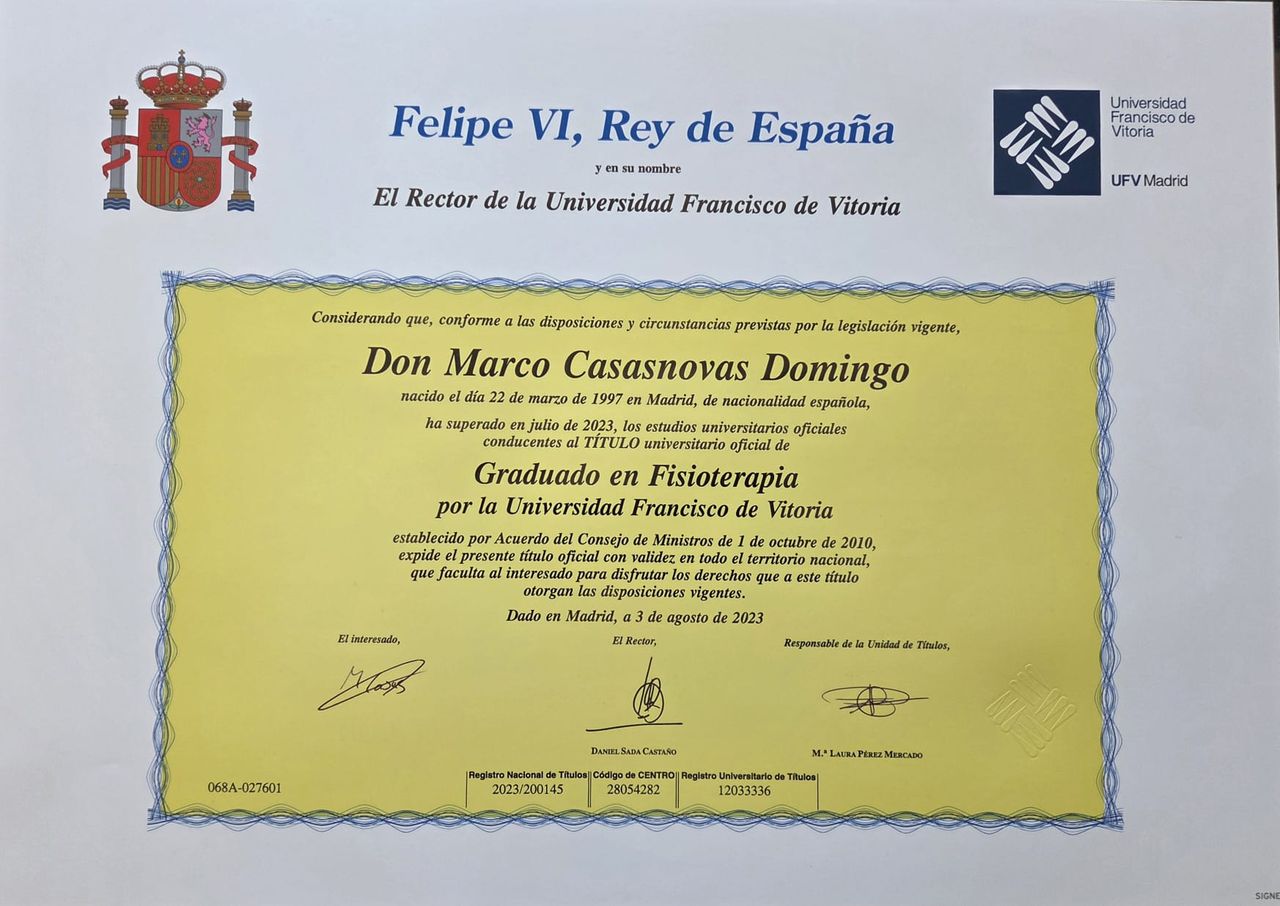 Felipe VI, Rey de España
y en su nombre
El Rector de la Universidad Francisco de Vitoria
Universidad
Francisco de
Vitoria
UFV Madrid
Considerando que, conforme a las disposiciones y circunstancias previstas por la legislación vigente,
Don Marco Casasnovas Domingo
nacido el día 22 de marzo de 1997 en Madrid, de nacionalidad española,
ha superado en julio de 2023, los estudios universitarios oficiales
conducentes al TÍTULO universitario oficial de
Graduado en Fisioterapia
por la Universidad Francisco de Vitoria
establecido por Acuerdo del Consejo de Ministros de 1 de octubre de 2010,
expide el presente título oficial con validez en todo el territorio nacional,
que faculta al interesado para disfrutar los derechos que a este título
otorgan las disposiciones vigentes.
Dado en Madrid, a 3 de agosto de 2023
El interesado,
El Rector,
Responsable de la Unidad de Títulos,
DANIEL SADA CASTAÑO
M.ª LAURA PÉREZ MERCADO
068A-027601
Registro Nacional de Títulos
2023/200145
Código de CENTRO
28054282
Registro Universitario de Títulos
12033336
SIGNE